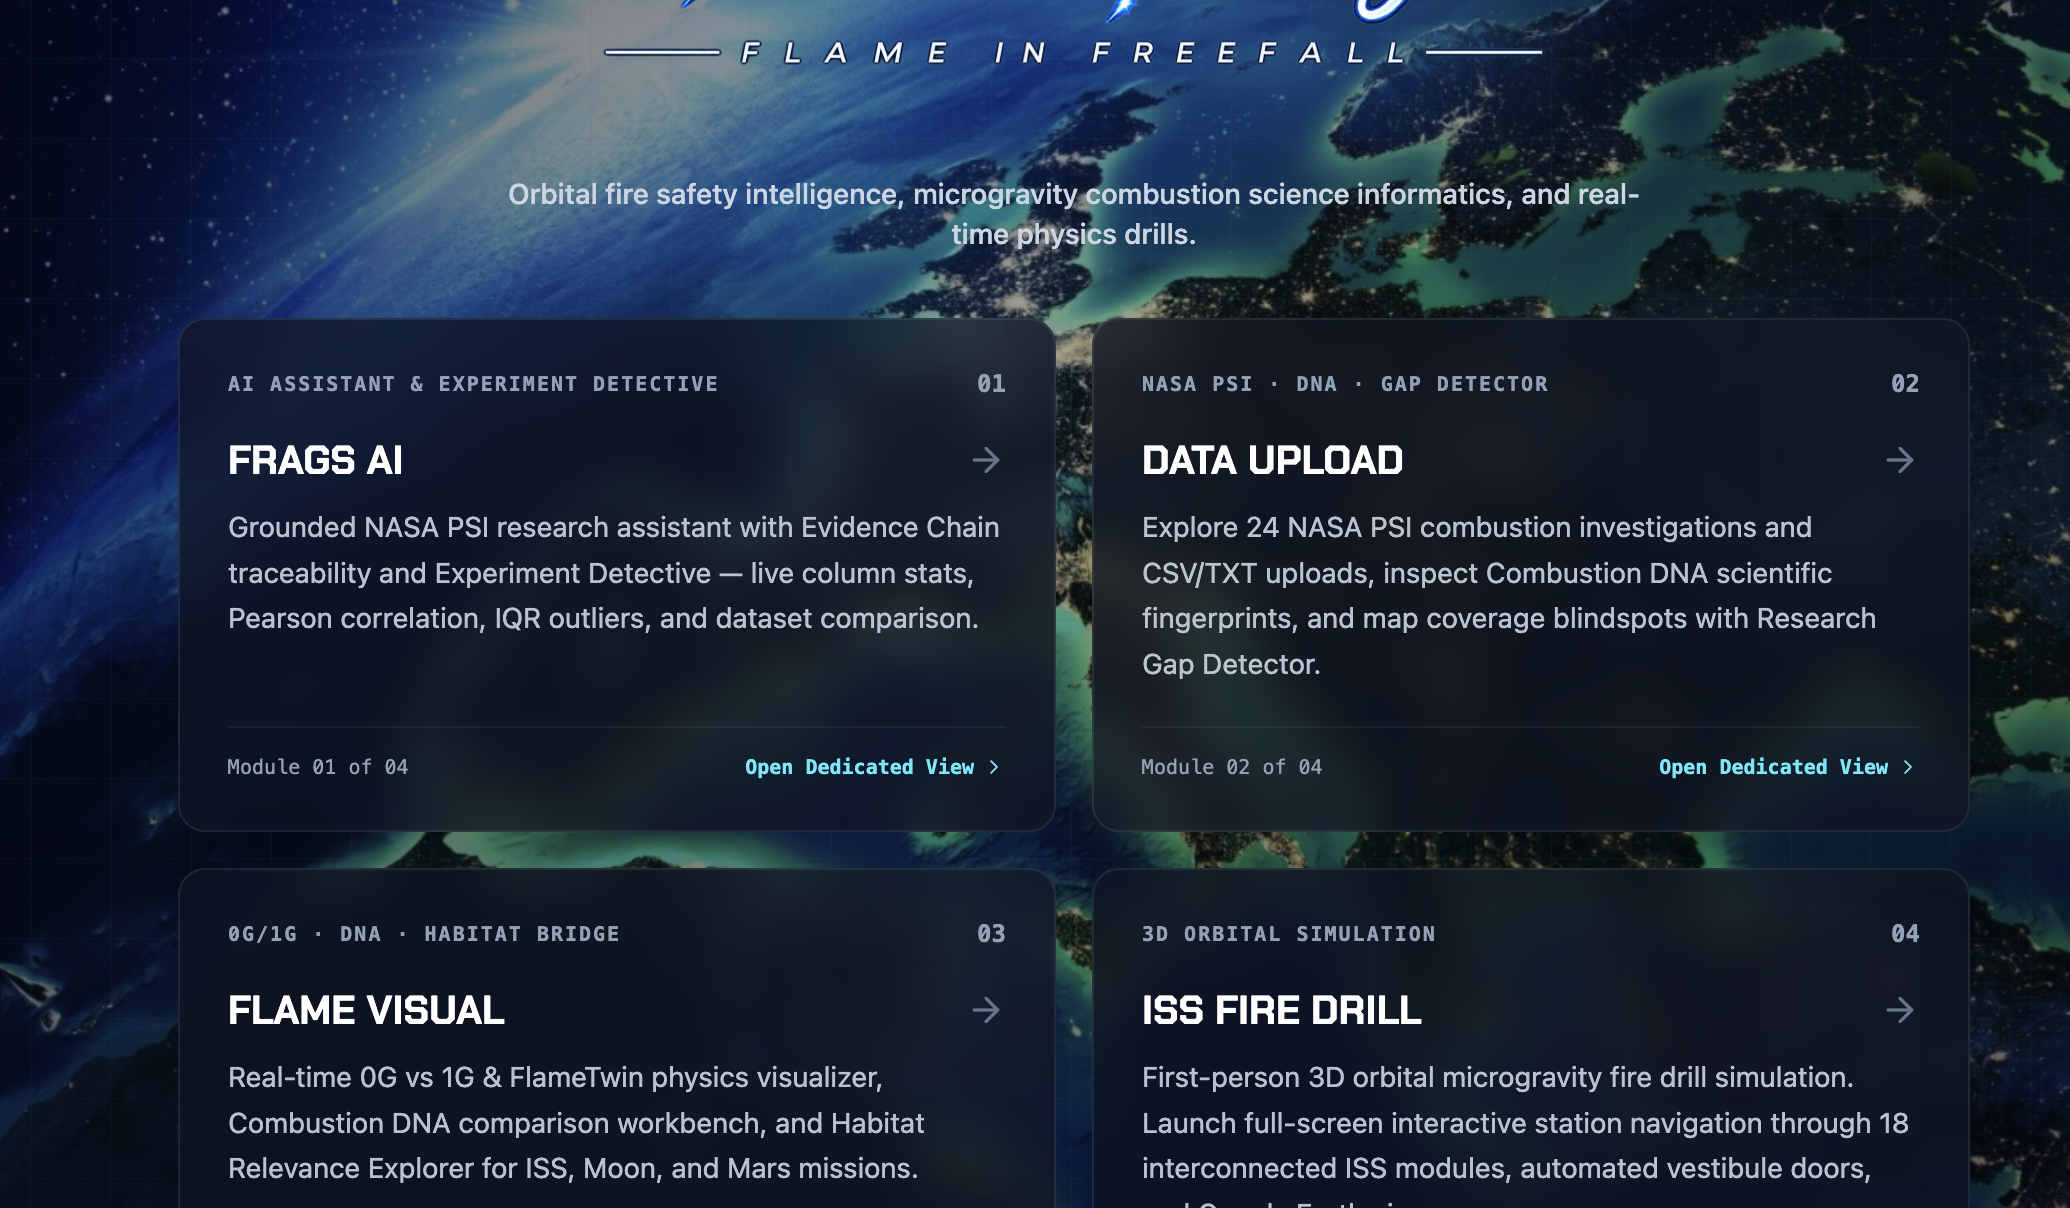 FLAME IN FREEFALL
Orbital fire safety intelligence, microgravity combustion science informatics, and real-
time physics drills.
AI ASSISTANT & EXPERIMENT DETECTIVE
01
FRAGS AI
Grounded NASA PSI research assistant with Evidence Chain
traceability and Experiment Detective — live column stats,
Pearson correlation, IQR outliers, and dataset comparison.
Module 01 of 04
Open Dedicated View
NASA PSI · DNA · GAP DETECTOR
02
DATA UPLOAD
Explore 24 NASA PSI combustion investigations and
CSV/TXT uploads, inspect Combustion DNA scientific
fingerprints, and map coverage blindspots with Research
Gap Detector.
Module 02 of 04
Open Dedicated View
0G/1G · DNA · HABITAT BRIDGE
03
FLAME VISUAL
Real-time 0G vs 1G & FlameTwin physics visualizer,
Combustion DNA comparison workbench, and Habitat
Relevance Explorer for ISS, Moon, and Mars missions.
3D ORBITAL SIMULATION
04
ISS FIRE DRILL
First-person 3D orbital microgravity fire drill simulation.
Launch full-screen interactive station navigation through 18
interconnected ISS modules, automated vestibule doors,